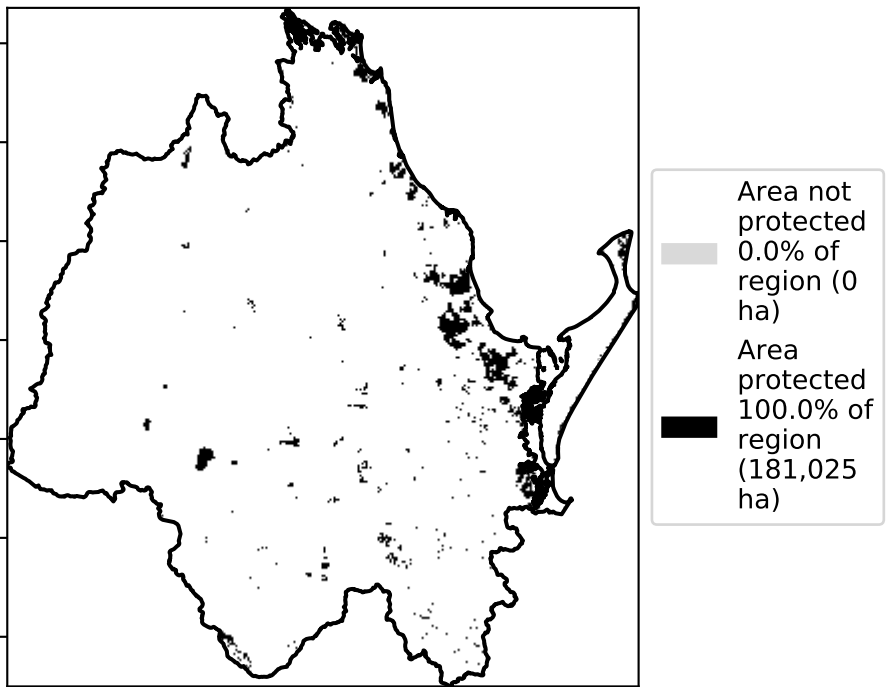 Area not
protected
0.0% of
region (0
ha)
Area
protected
100.0% of
region
(181,025
ha)